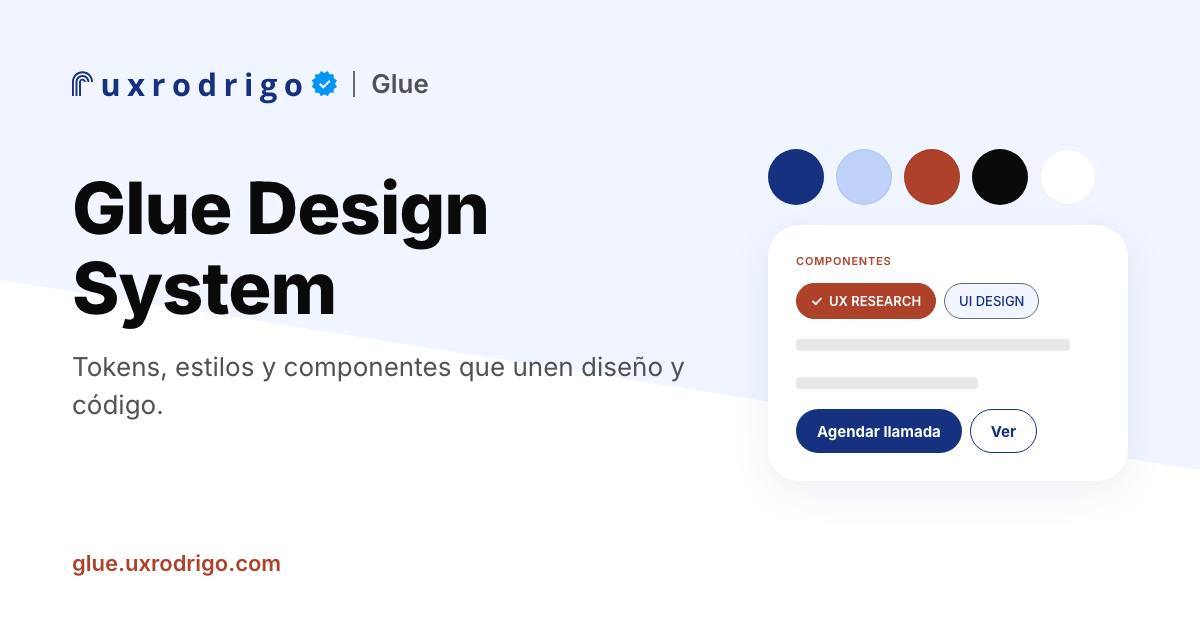 uxrodrigo | Glue
Glue Design
System
Tokens, estilos y componentes que unen diseño y
código.
glue.uxrodrigo.com
COMPONENTES
UX RESEARCH
UI DESIGN
Agendar llamada
Ver